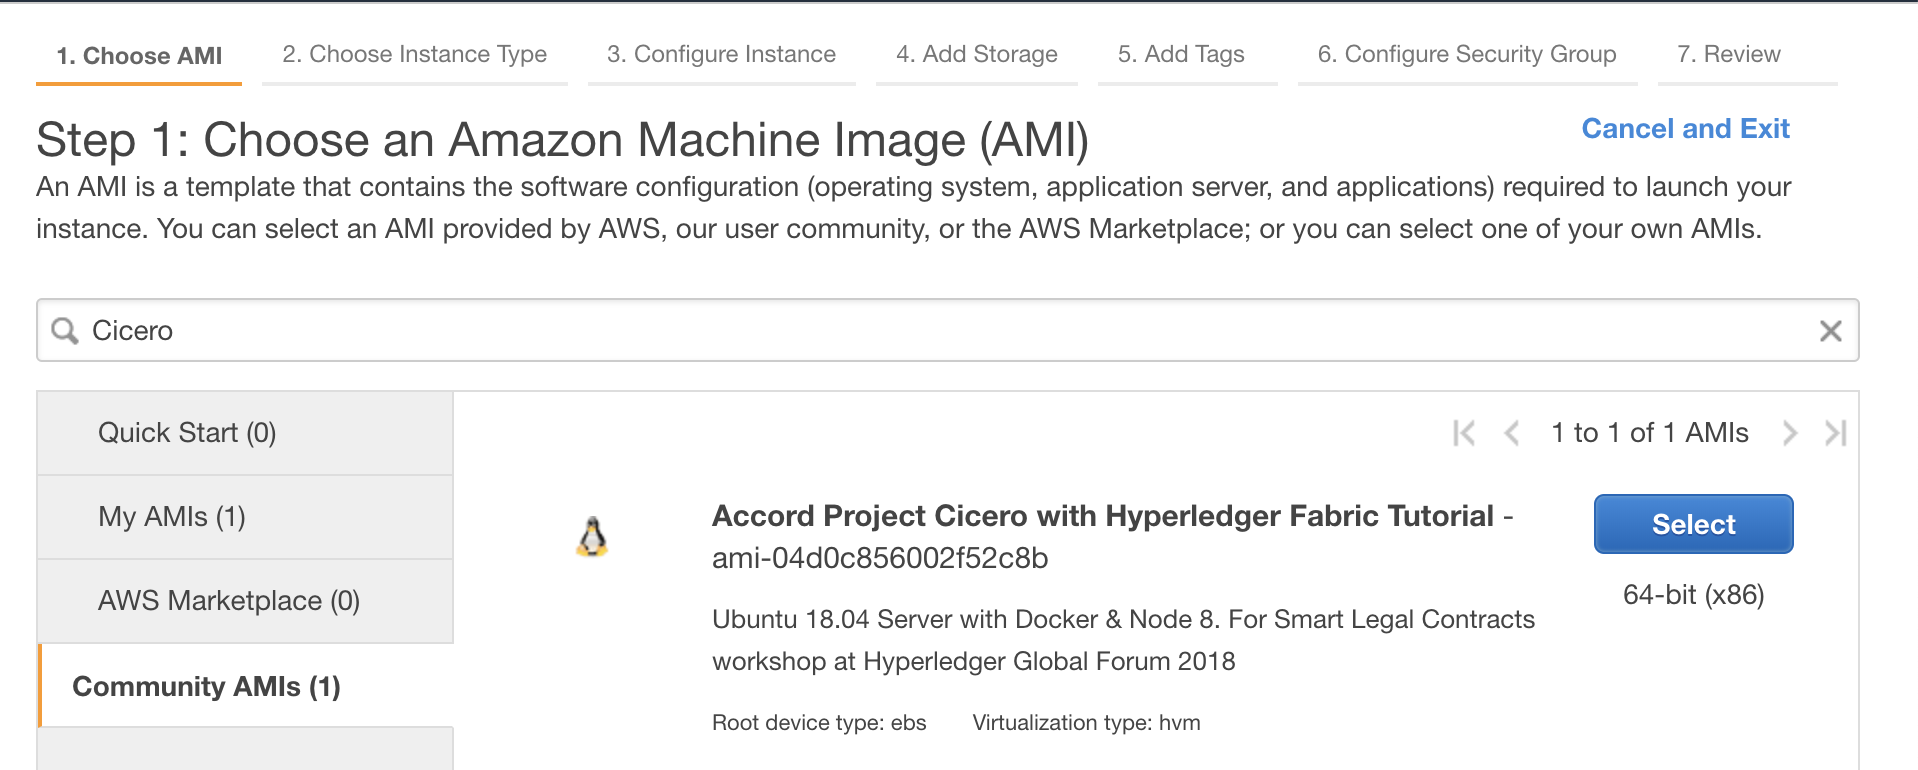 1. Choose AMI
2. Choose Instance Type
3. Configure Instance
4. Add Storage
5. Add Tags
6. Configure Security Group
7. Review
Step 1: Choose an Amazon Machine Image (AMI)
Cancel and Exit
An AMI is a template that contains the software configuration (operating system, application server, and applications) required to launch your
instance. You can select an AMI provided by AWS, our user community, or the AWS Marketplace; or you can select one of your own AMIs.
Cicero
Quick Start (0)
My AMIs (1)
AWS Marketplace (0)
Community AMIs (1)
1 to 1 of 1 AMIs
Accord Project Cicero with Hyperledger Fabric Tutorial -
ami-04d0c856002f52c8b
Select
64-bit (x86)
Ubuntu 18.04 Server with Docker & Node 8. For Smart Legal Contracts
workshop at Hyperledger Global Forum 2018
Root device type: ebs
Virtualization type: hvm